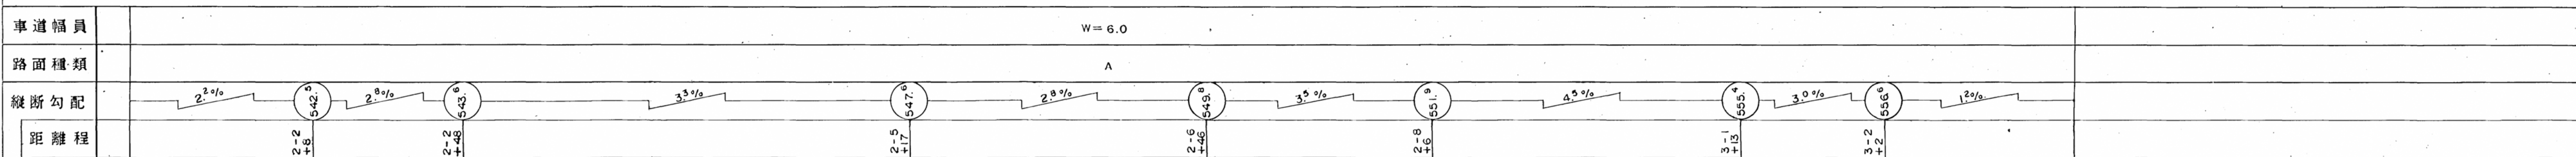 車道幅員 W=6.0
路面種類 A
縦断勾配 2.2% 542.5 2.8% 543.6 3.3% 547.6 2.8% 549.8 3.5% 551.9 4.5% 555.4 3.0% 556.6 1.2%
距離程 2-2 +8 2-2 +48 2-5 +17 2-6 +46 2-8 +6 3-1 +13 3-2 +2